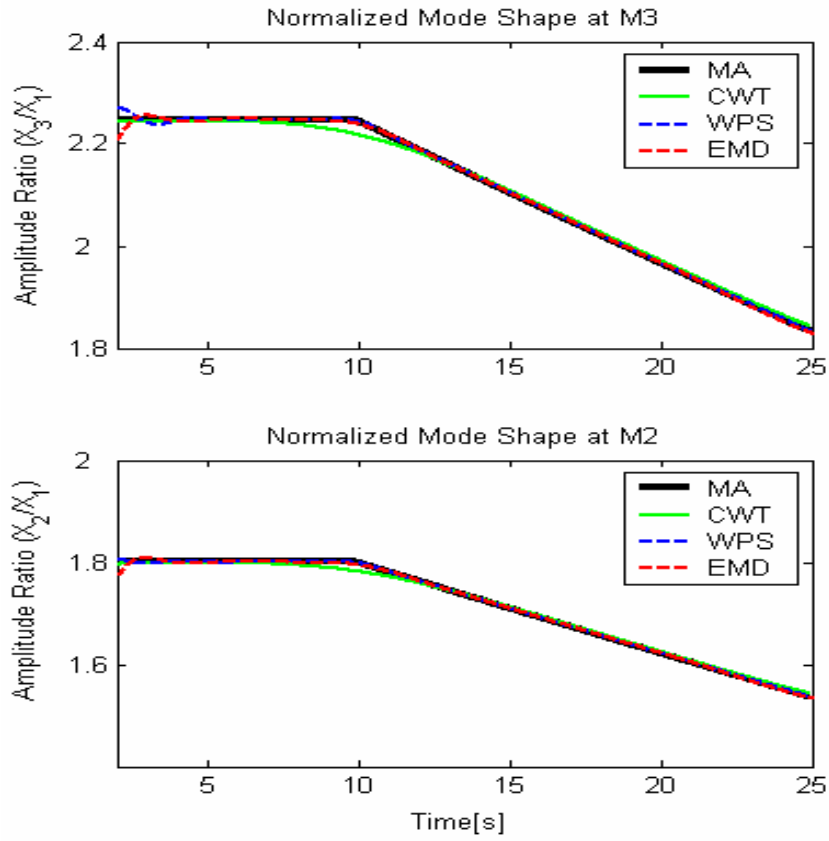 Normalized Mode Shape at M3
Amplitude Ratio (X3/X1)
2.4
2.2
2
1.8
MA
CWT
WPS
EMD
5
10
15
20
25
Normalized Mode Shape at M2
Amplitude Ratio (X2/X1)
2
1.8
1.6
MA
CWT
WPS
EMD
5
10
15
20
25
Time[s]